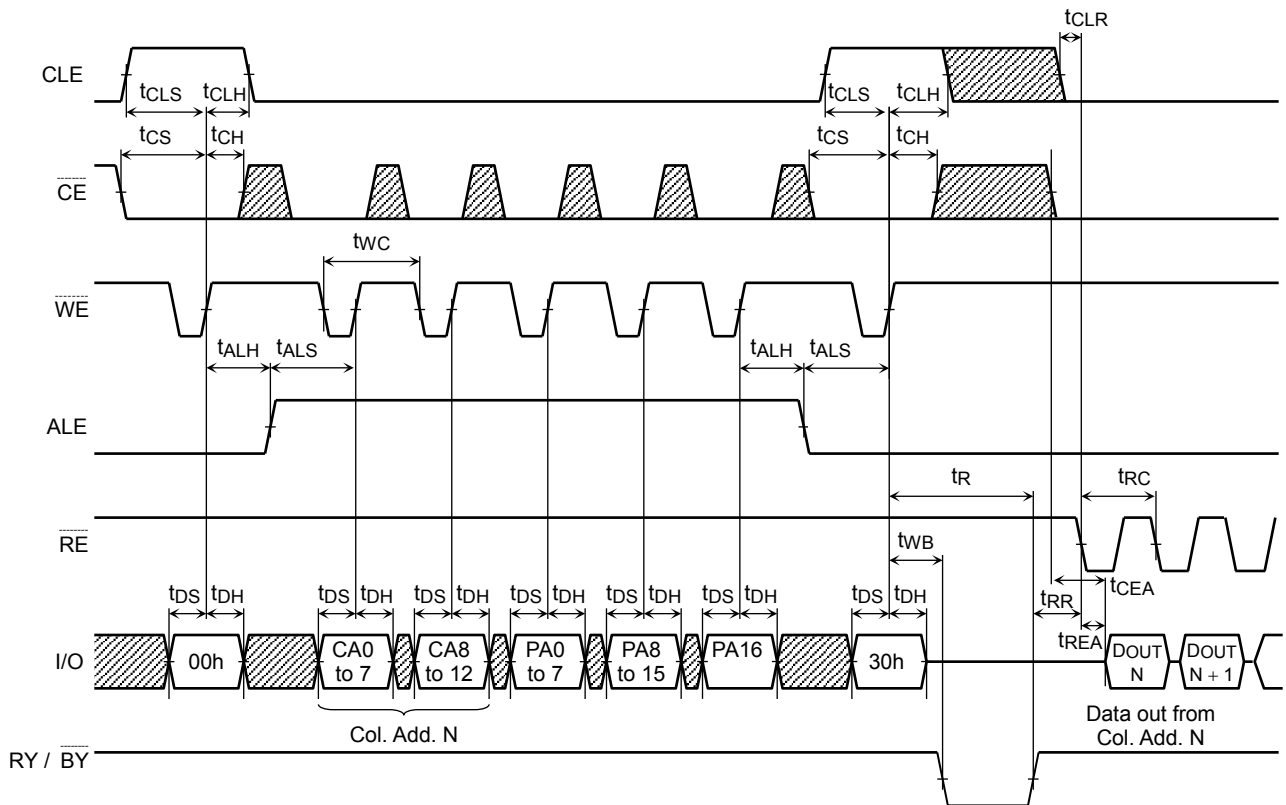 tCLR
CLE
tCLS tCLH tCLS tCLH
tCS tCH tCS tCH
CE
tWC
WE
tALH tALS tALH tALS
ALE
tR tRC
RE
tWB
tDS tDH tDS tDH tDS tDH tDS tDH tDS tDH tDS tDH tDS tDH tRR tCEA
tREA
I/O 00h CA0 to 7 CA8 to 12 PA0 to 7 PA8 to 15 PA16 30h DOUT N DOUT N + 1
Col. Add. N
Data out from
Col. Add. N
RY / BY